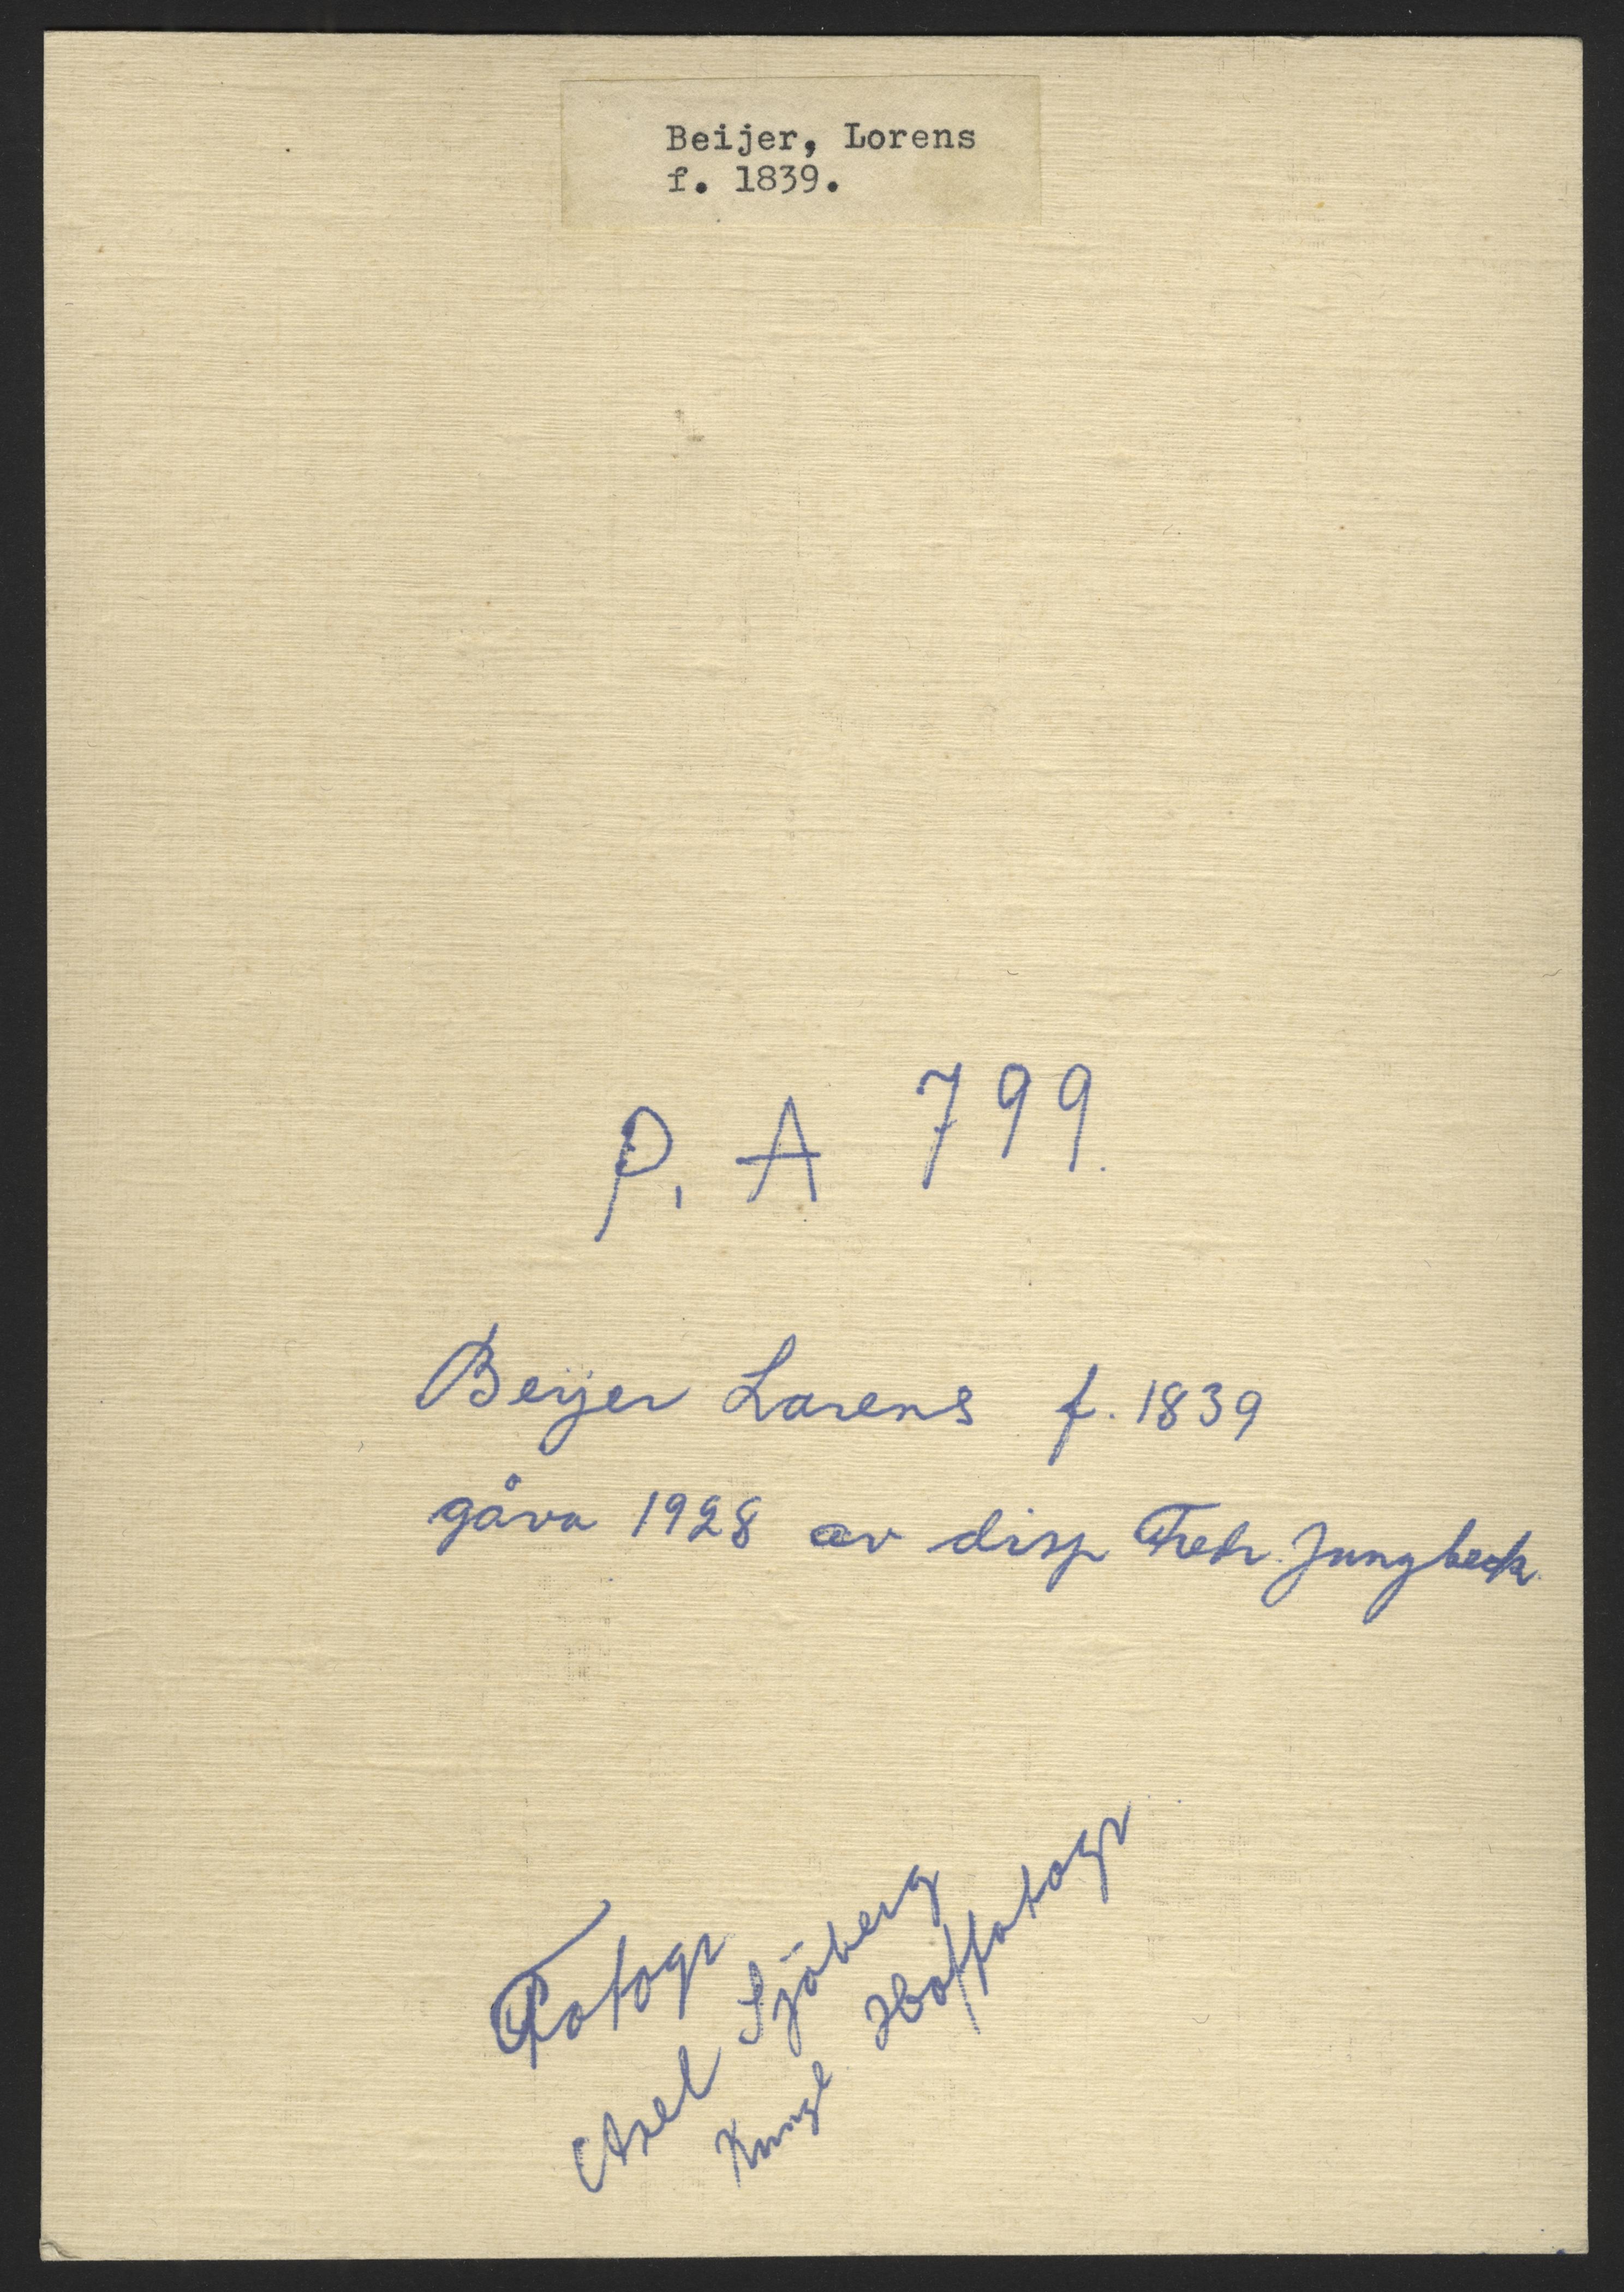 Beijer, Lorens
f. 1839.
P. A 799.
Beijer Lorens f. 1839
gåva 1928 av disp Fredr. Jungbeck.
Fotogr
Axel Sjöberg
Kungl Hoffotogr